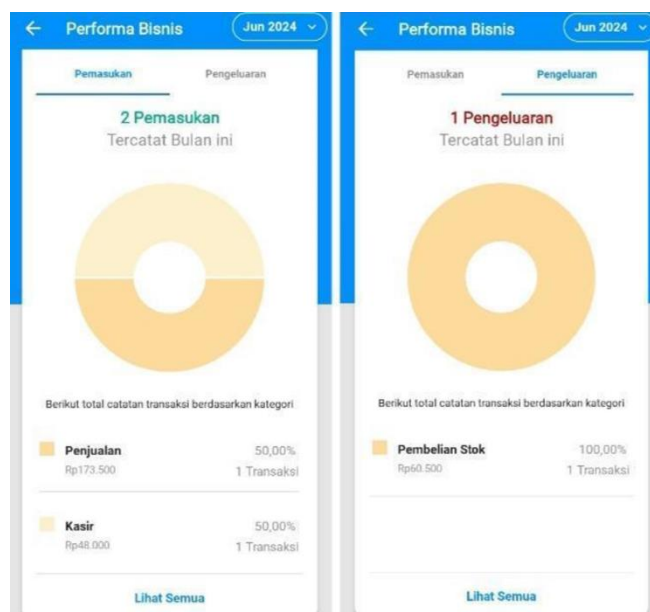 Performa Bisnis
Jun 2024
Pemasukan
Pengeluaran
2 Pemasukan
Tercatat Bulan ini
Berikut total catatan transaksi berdasarkan kategori
Penjualan
50,00%
Rp173.500
1 Transaksi
Kasir
50,00%
Rp48.000
1 Transaksi
Lihat Semua
Performa Bisnis
Jun 2024
Pemasukan
Pengeluaran
1 Pengeluaran
Tercatat Bulan ini
Berikut total catatan transaksi berdasarkan kategori
Pembelian Stok
100,00%
Rp60.500
1 Transaksi
Lihat Semua